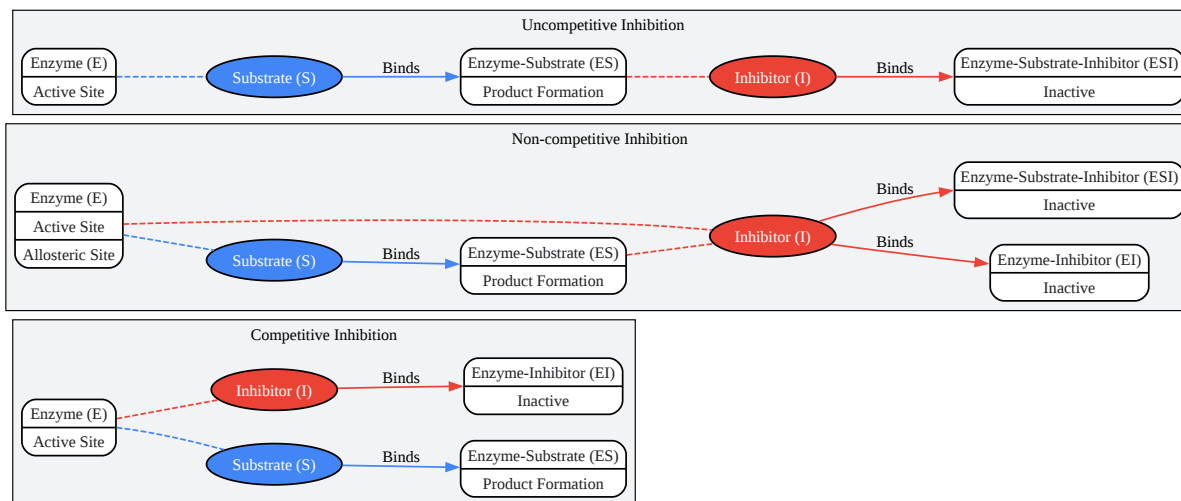 Uncompetitive Inhibition
Enzyme (E)
Active Site
Substrate (S)
Binds
Enzyme-Substrate (ES)
Product Formation
Inhibitor (I)
Binds
Enzyme-Substrate-Inhibitor (ESI)
Inactive
Non-competitive Inhibition
Enzyme (E)
Active Site
Allosteric Site
Substrate (S)
Binds
Enzyme-Substrate (ES)
Product Formation
Inhibitor (I)
Binds
Enzyme-Substrate-Inhibitor (ESI)
Inactive
Binds
Enzyme-Inhibitor (EI)
Inactive
Competitive Inhibition
Enzyme (E)
Active Site
Inhibitor (I)
Binds
Enzyme-Inhibitor (EI)
Inactive
Substrate (S)
Binds
Enzyme-Substrate (ES)
Product Formation